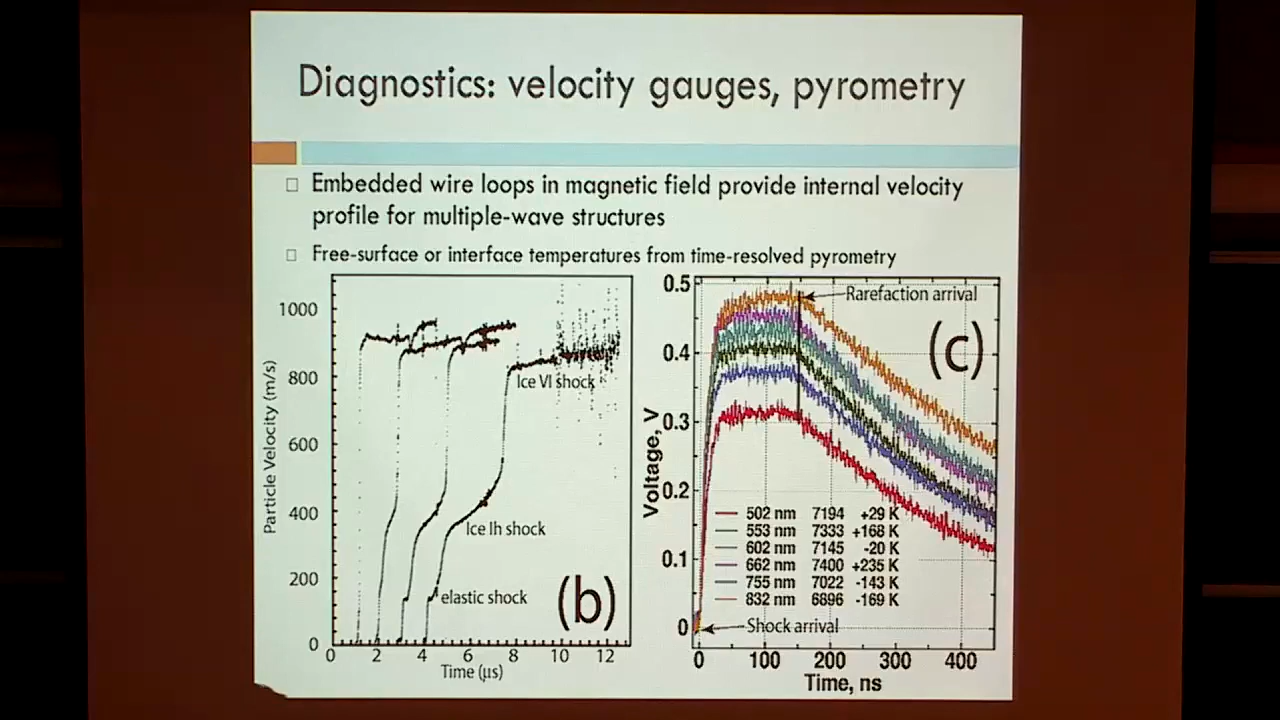 Diagnostics: velocity gauges, pyrometry
Embedded wire loops in magnetic field provide internal velocity
profile for multiple-wave structures
Free-surface or interface temperatures from time-resolved pyrometry
1000
800
600
400
200
0
Particle Velocity (m/s)
0 2 4 6 8 10 12
Time (µs)
Ice VI shock
Ice Ih shock
elastic shock
(b)
0.5
0.4
0.3
0.2
0.1
0
Voltage, V
Rarefaction arrival
(c)
502 nm 7194 +29 K
553 nm 7333 +168 K
602 nm 7145 -20 K
662 nm 7400 +235 K
755 nm 7022 -143 K
832 nm 6896 -169 K
Shock arrival
0 100 200 300 400
Time, ns